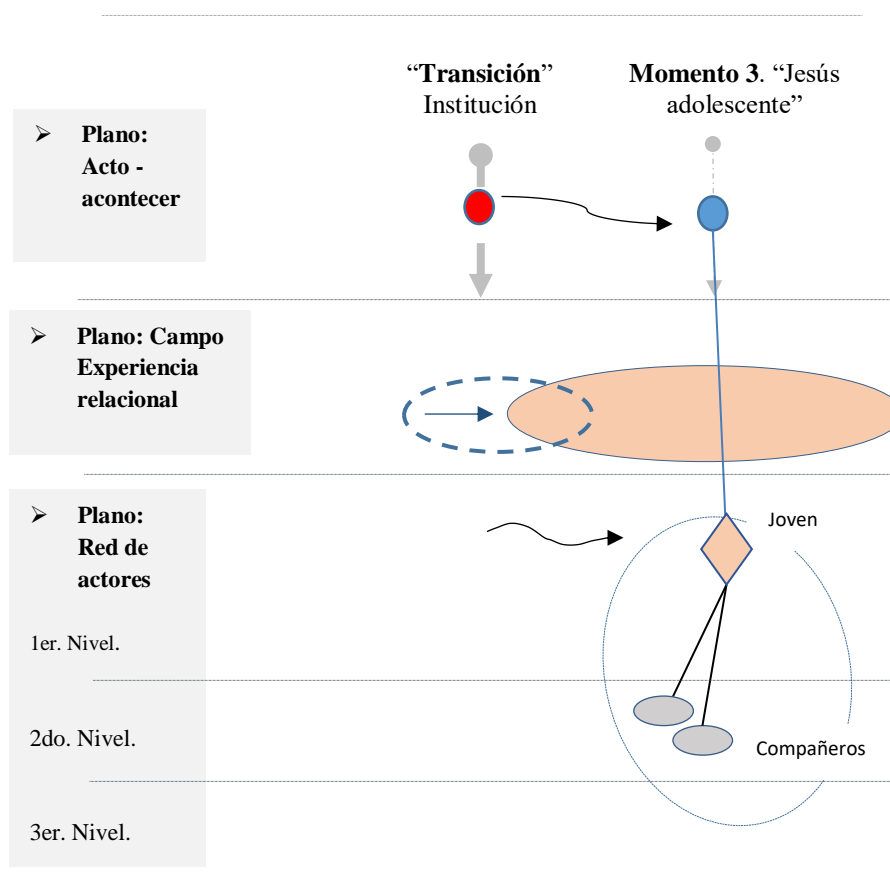 “Transición”
Institución
Momento 3. “Jesús
adolescente”
➢ Plano:
Acto -
acontecer
➢ Plano: Campo
Experiencia
relacional
➢ Plano:
Red de
actores
Joven
1er. Nivel.
2do. Nivel.
Compañeros
3er. Nivel.